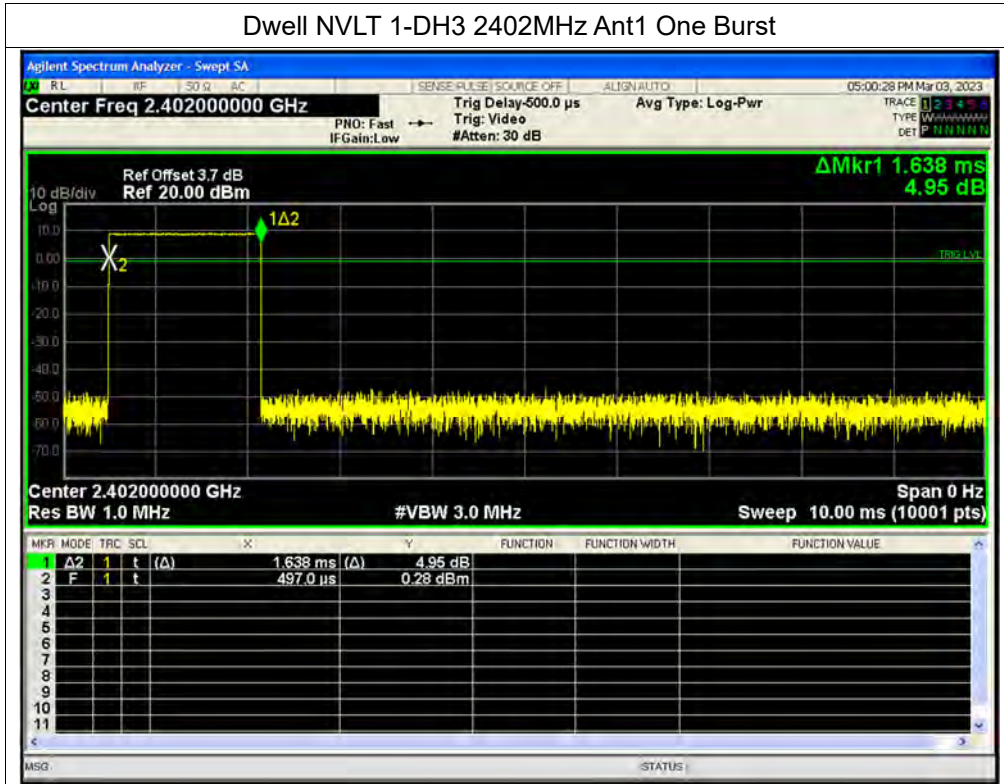 Dwell NVLT 1-DH3 2402MHz Ant1 One Burst
Agilent Spectrum Analyzer - Swept SA
LXI RL RF 50 Ω AC SENSE:PULSE SOURCE OFF ALIGN AUTO 05:00:28 PM Mar 03, 2023
Center Freq 2.402000000 GHz Trig Delay-500.0 µs Avg Type: Log-Pwr TRACE 1 2 3 4 5 6
PNO: Fast Trig: Video TYPE W
IFGain:Low #Atten: 30 dB DET P N N N N N
ΔMkr1 1.638 ms
4.95 dB
Ref Offset 3.7 dB
10 dB/div Ref 20.00 dBm
Log
10.0
1Δ2
0.00
2
TRIG LVL
-10.0
-20.0
-30.0
-40.0
-50.0
-60.0
-70.0
Center 2.402000000 GHz Span 0 Hz
Res BW 1.0 MHz #VBW 3.0 MHz Sweep 10.00 ms (10001 pts)
MKR MODE TRC SCL X Y FUNCTION FUNCTION WIDTH FUNCTION VALUE
1 Δ2 1 t (Δ) 1.638 ms (Δ) 4.95 dB
2 F 1 t 497.0 µs 0.28 dBm
3
4
5
6
7
8
9
10
11
MSG STATUS